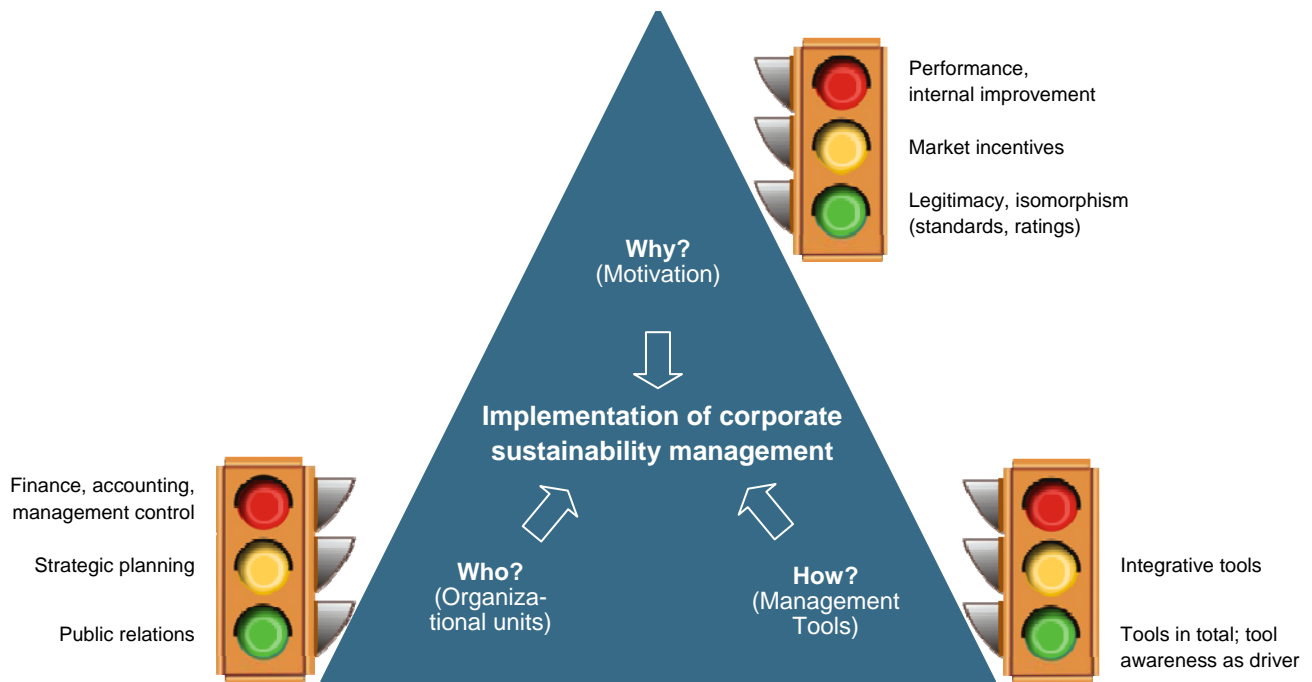 Performance,
internal improvement
Market incentives
Legitimacy, isomorphism
(standards, ratings)
Why?
(Motivation)
Implementation of corporate
sustainability management
Finance, accounting,
management control
Strategic planning
Public relations
Who?
(Organiza-
tional units)
How?
(Management
Tools)
Integrative tools
Tools in total; tool
awareness as driver